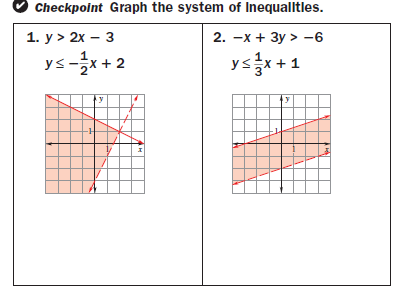 ✓ Checkpoint Graph the system of inequalities.
1. y > 2x − 3
y ≤ −1/2x + 2
y
1
1
x
2. −x + 3y > −6
y ≤ 1/3x + 1
y
1
1
x